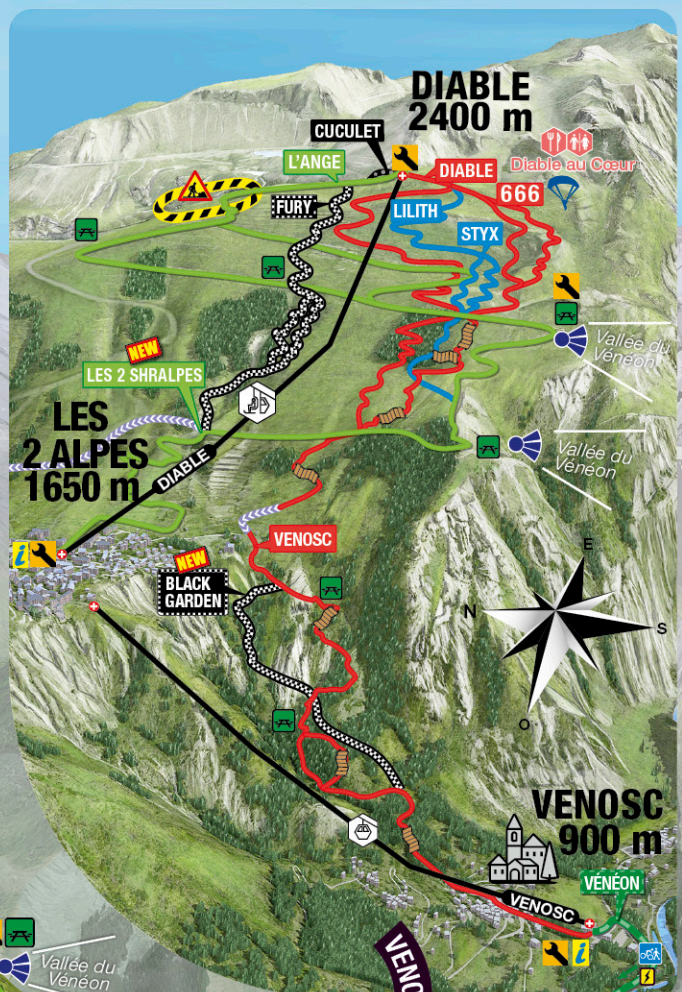 DIABLE
2400 m
CUCULET
L'ANGE
DIABLE
Diable au Cœur
666
FURY
LILITH
STYX
NEW
LES 2 SHRALPES
Vallée du
Vénéon
LES
2 ALPES
1650 m
DIABLE
Vallée du
Vénéon
i
VENOSC
NEW
BLACK
GARDEN
E
N
S
O
VENOSC
900 m
VÉNÉON
VENOSC
i
VENO
Vallée du
Vénéon